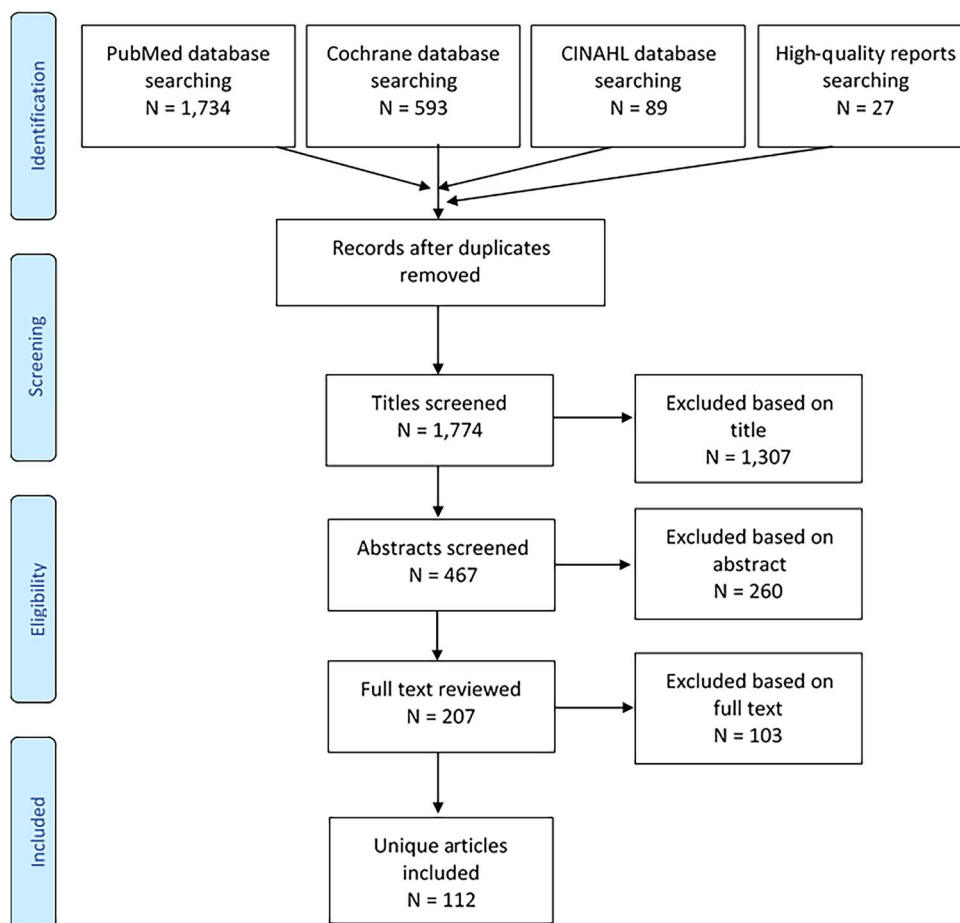 Identification
PubMed database
searching
N = 1,734
Cochrane database
searching
N = 593
CINAHL database
searching
N = 89
High-quality reports
searching
N = 27
Records after duplicates
removed
Screening
Titles screened
N = 1,774
Excluded based on
title
N = 1,307
Eligibility
Abstracts screened
N = 467
Excluded based on
abstract
N = 260
Full text reviewed
N = 207
Excluded based on
full text
N = 103
Included
Unique articles
included
N = 112